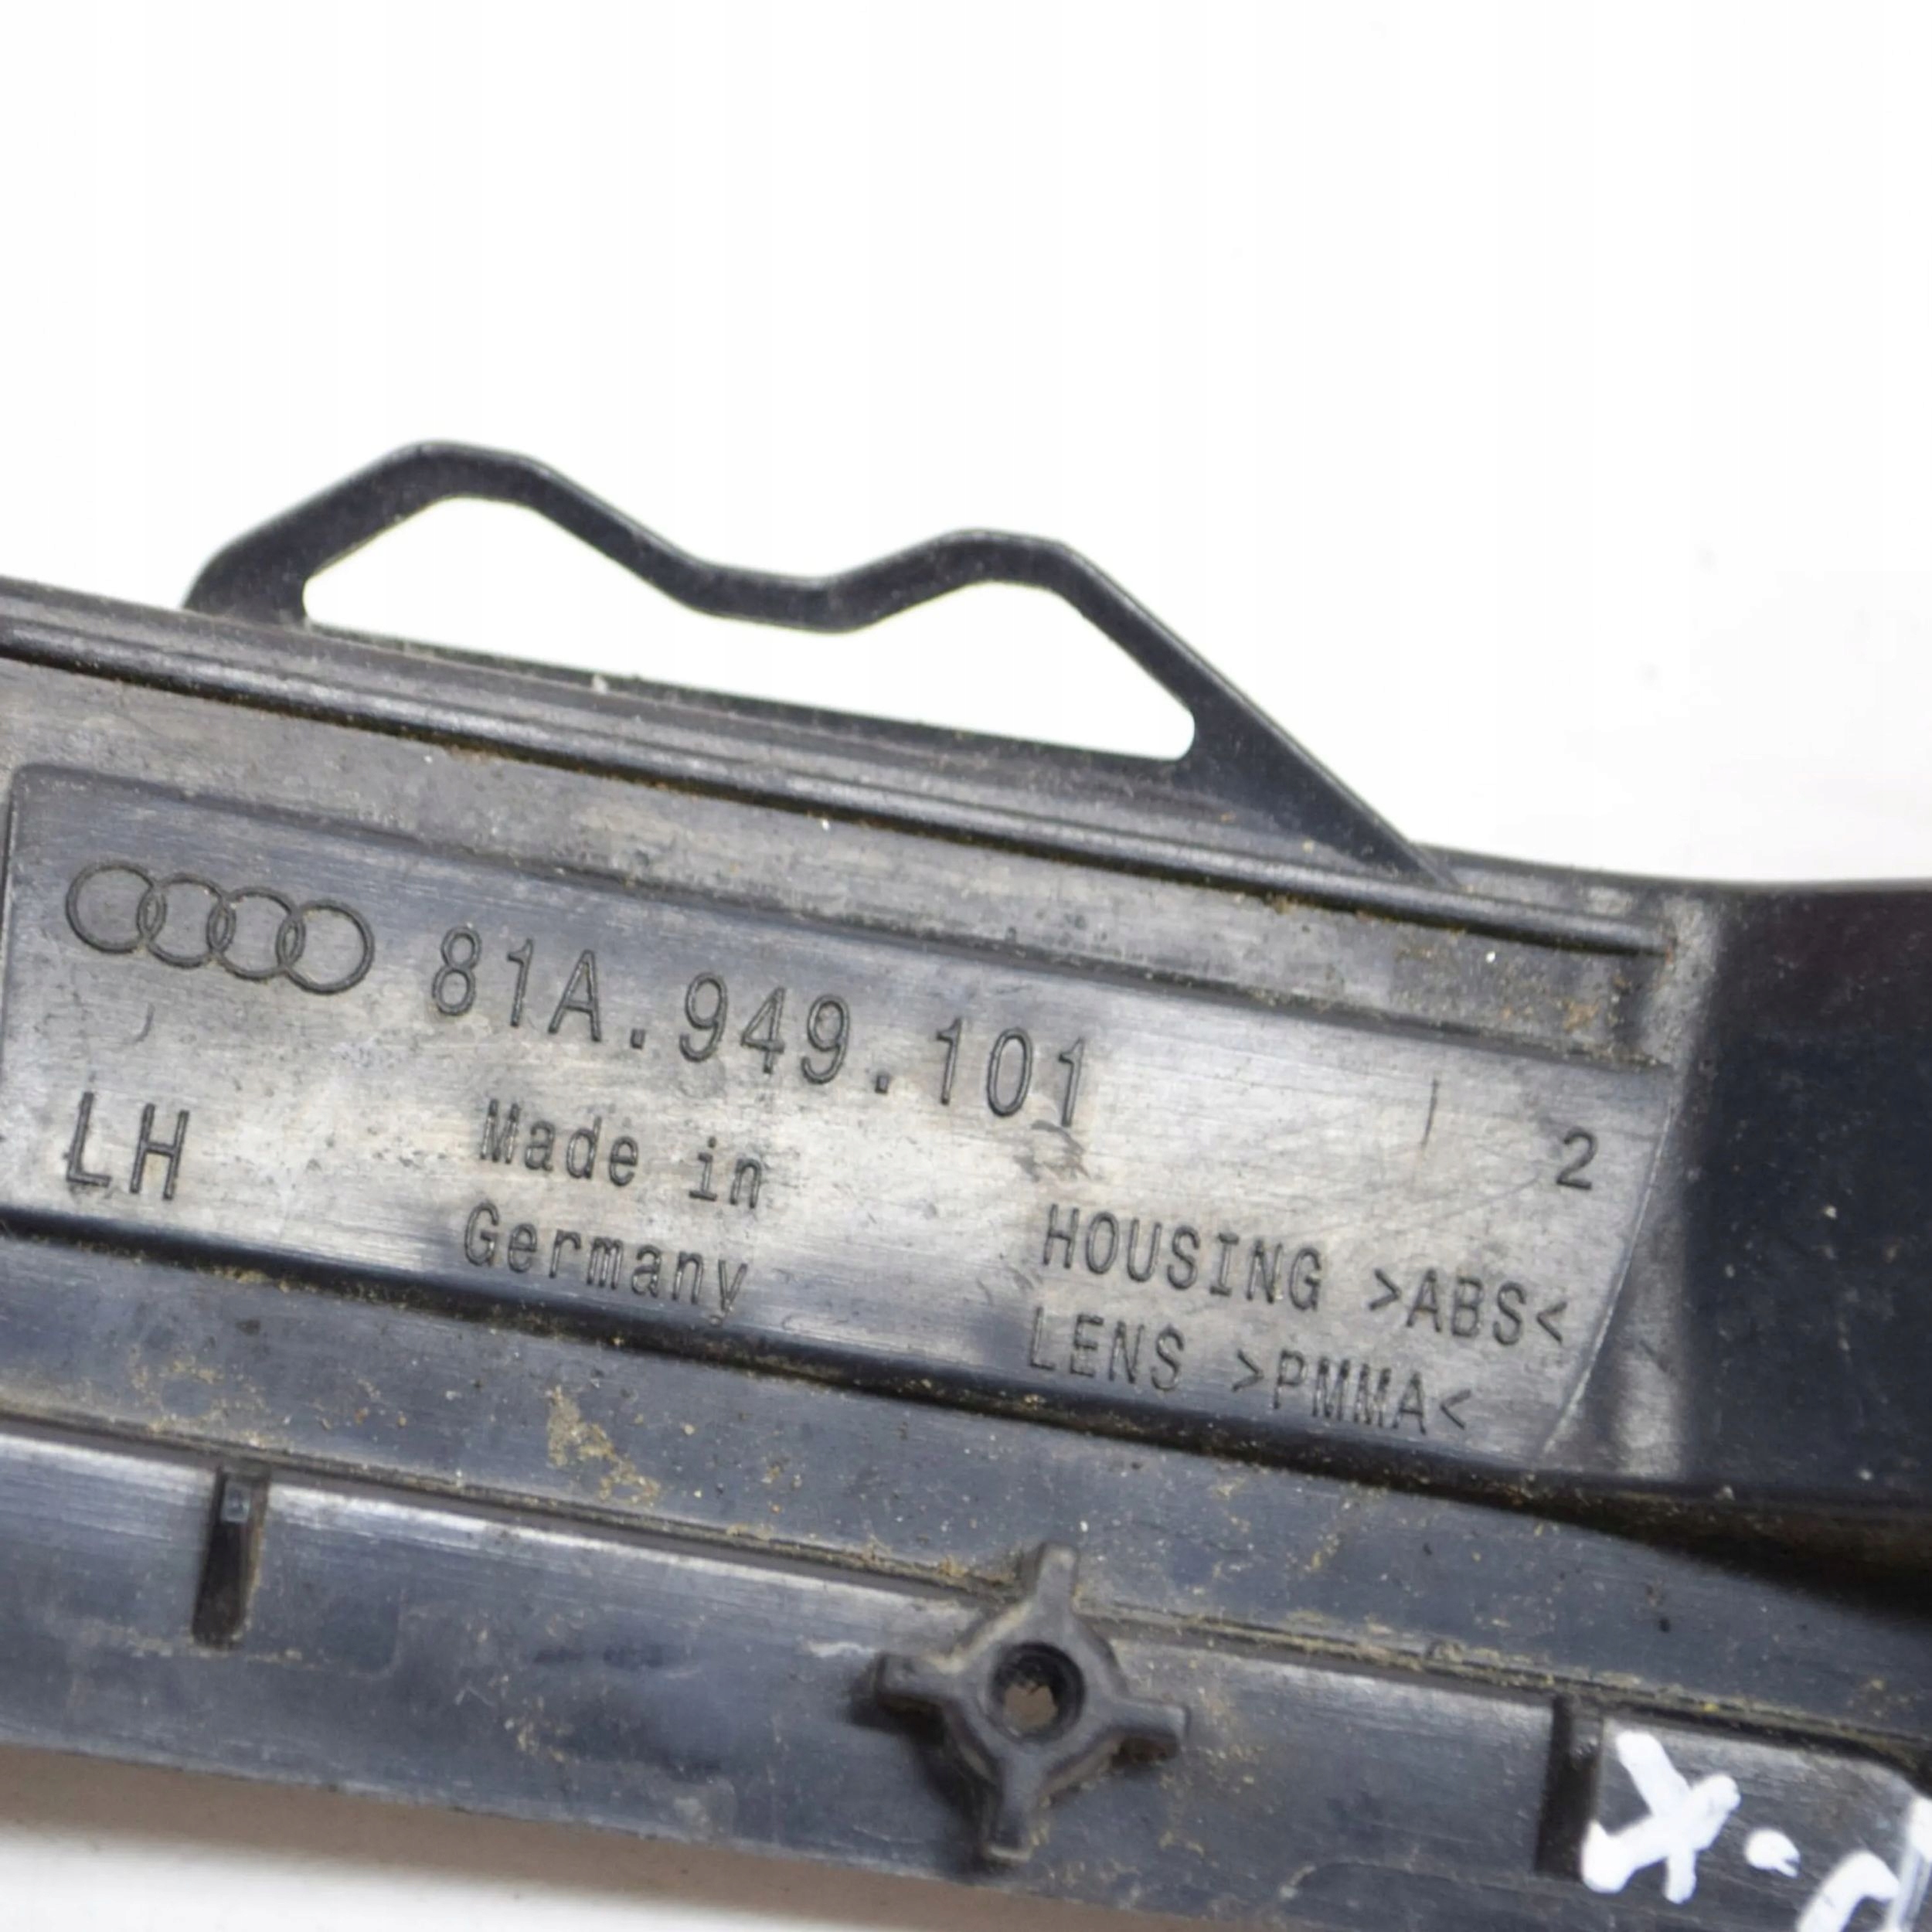 81A.949.101
2
LH
Made in
Germany
HOUSING >ABS<
LENS >PMMA<